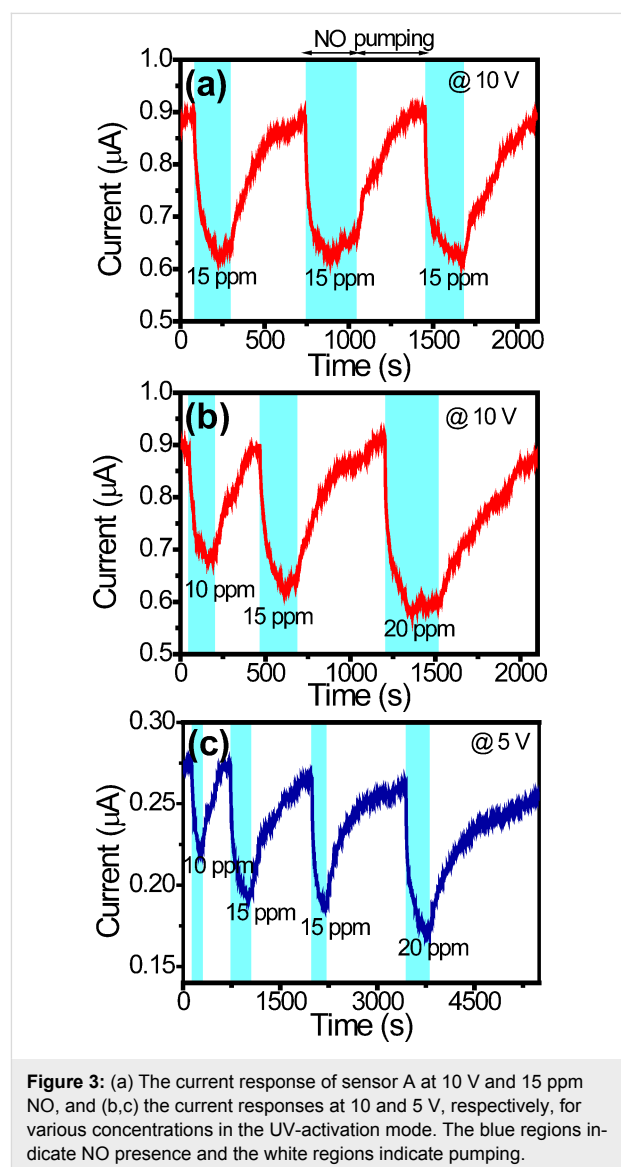 NO pumping
(a)
@ 10 V
Current (μA)
1.0
0.9
0.8
0.7
0.6
0.5
15 ppm
15 ppm
15 ppm
0 500 1000 1500 2000
Time (s)
(b)
@ 10 V
Current (μA)
1.0
0.9
0.8
0.7
0.6
0.5
10 ppm
15 ppm
20 ppm
0 500 1000 1500 2000
Time (s)
(c)
@ 5 V
Current (μA)
0.30
0.25
0.20
0.15
10 ppm
15 ppm
15 ppm
20 ppm
0 1500 3000 4500
Time (s)
Figure 3: (a) The current response of sensor A at 10 V and 15 ppm
NO, and (b,c) the current responses at 10 and 5 V, respectively, for
various concentrations in the UV-activation mode. The blue regions in-
dicate NO presence and the white regions indicate pumping.